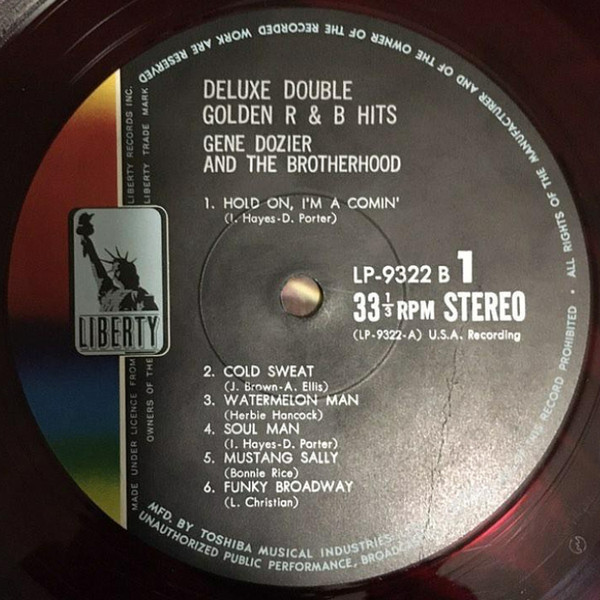 DELUXE DOUBLE
GOLDEN R & B HITS
GENE DOZIER
AND THE BROTHERHOOD
1. HOLD ON, I'M A COMIN'
(I. Hayes-D. Porter)
LP-9322 B 1
33⅓ RPM STEREO
(LP-9322-A) U.S.A. Recording
2. COLD SWEAT
(J. Brown-A. Ellis)
3. WATERMELON MAN
(Herbie Hancock)
4. SOUL MAN
(I. Hayes-D. Porter)
5. MUSTANG SALLY
(Bonnie Rice)
6. FUNKY BROADWAY
(L. Christian)
LIBERTY
MADE UNDER LICENCE FROM LIBERTY RECORDS INC.
OWNERS OF THE LIBERTY TRADE MARK
MFD. BY TOSHIBA MUSICAL INDUSTRIES
• ALL RIGHTS OF THE MANUFACTURER AND OF THE OWNER OF THE RECORDED WORK ARE RESERVED
UNAUTHORIZED PUBLIC PERFORMANCE, THIS RECORD PROHIBITED